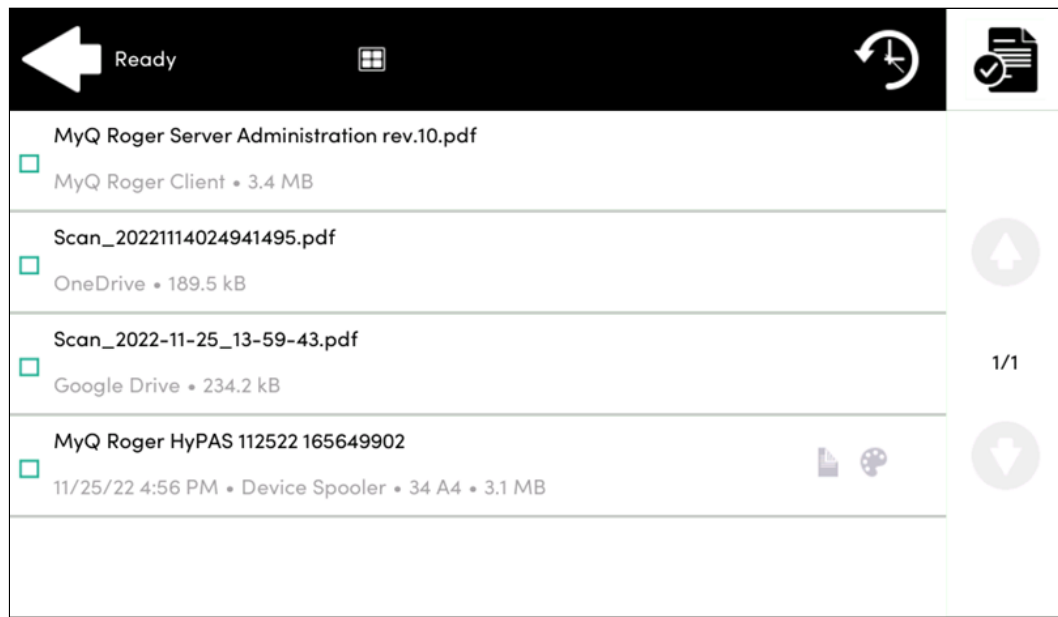 Ready
MyQ Roger Server Administration rev.10.pdf
MyQ Roger Client • 3.4 MB
Scan_20221114024941495.pdf
OneDrive • 189.5 kB
Scan_2022-11-25_13-59-43.pdf
Google Drive • 234.2 kB
1/1
MyQ Roger HyPAS 112522 165649902
11/25/22 4:56 PM • Device Spooler • 34 A4 • 3.1 MB